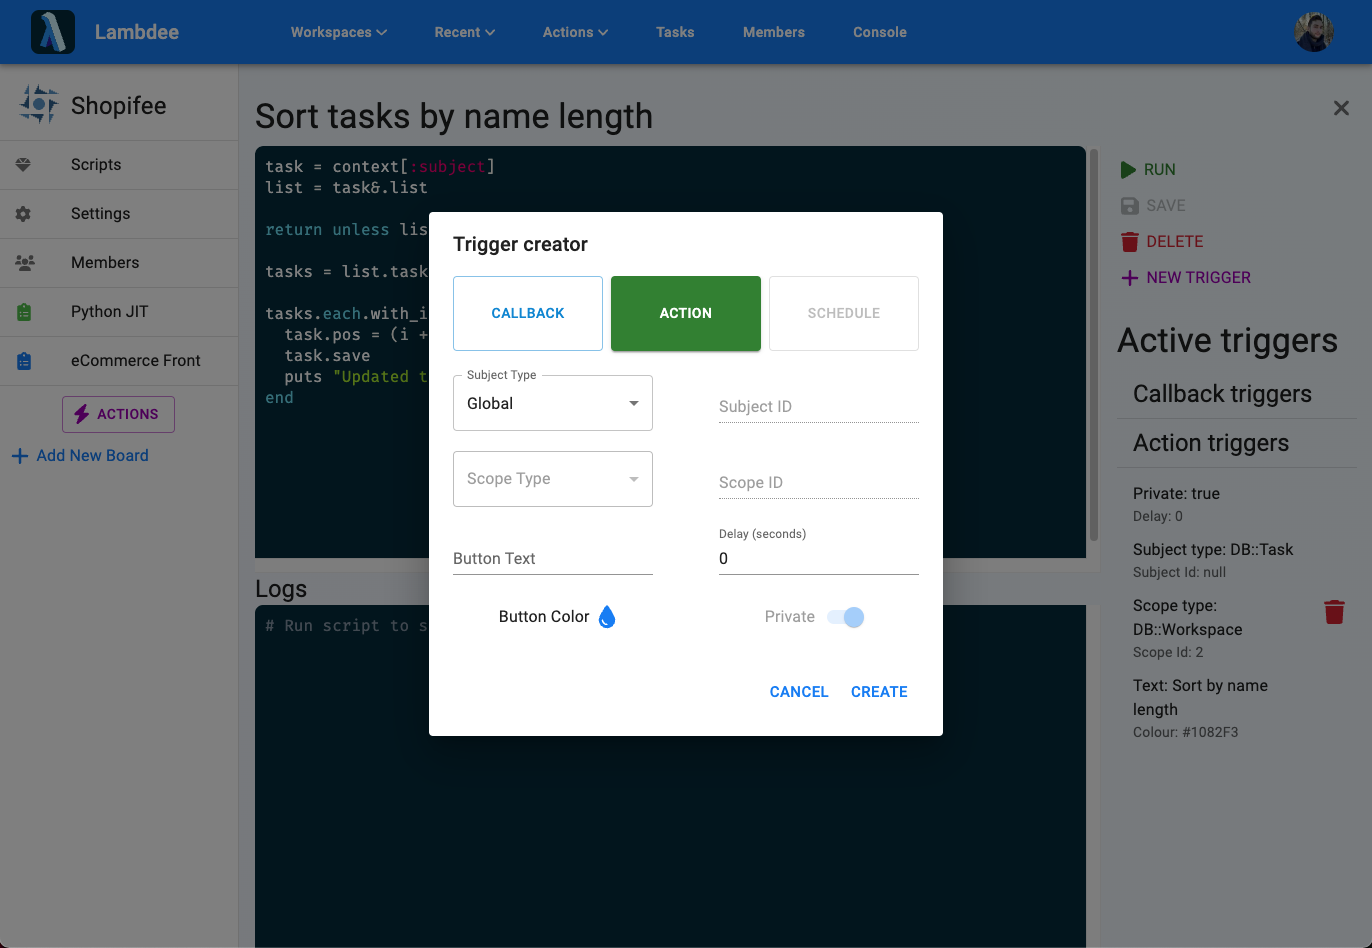 Lambdee
Workspaces
Recent
Actions
Tasks
Members
Console
Shopifee
Scripts
Settings
Members
Python JIT
eCommerce Front
ACTIONS
Add New Board
Sort tasks by name length
task = context[:subject]
list = task&.list
return unless lis
tasks = list.task
tasks.each.with_i
task.pos = (i +
task.save
puts "Updated t
end
Logs
# Run script to s
Trigger creator
CALLBACK
ACTION
SCHEDULE
Subject Type
Global
Subject ID
Scope Type
Scope ID
Delay (seconds)
Button Text
0
Button Color
Private
CANCEL
CREATE
RUN
SAVE
DELETE
NEW TRIGGER
Active triggers
Callback triggers
Action triggers
Private: true
Delay: 0
Subject type: DB::Task
Subject Id: null
Scope type:
DB::Workspace
Scope Id: 2
Text: Sort by name
length
Colour: #1082F3